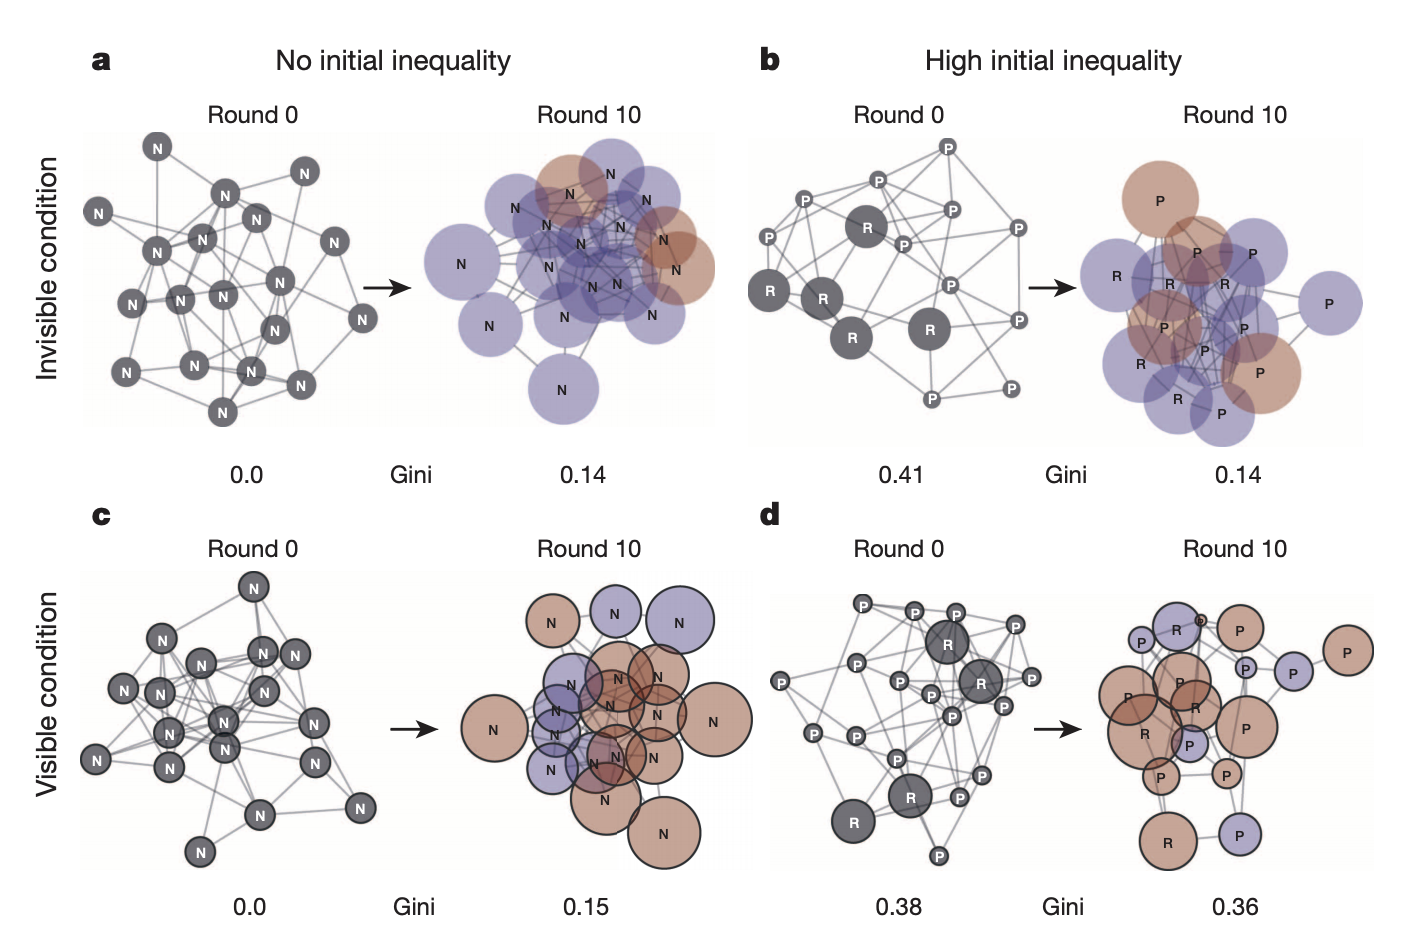 a No initial inequality
b High initial inequality
Round 0 Round 10 Round 0 Round 10
Invisible condition
N N N N N N N N N N N N N N N N N N N N
N N N N N N N N N N N N N N N N N
P P P P R P P P R R P R R P P P
P P P R R R P P P P R P R P
0.0 Gini 0.14
0.41 Gini 0.14
c
d
Round 0 Round 10 Round 0 Round 10
Visible condition
N N N N N N N N N N N N N N N N N N N
N N N N N N N N N N N N N N N N N N N
P P P P R P P P P R P P P P P P P R P R P
R P P P P P P R R R P P P P R P
0.0 Gini 0.15
0.38 Gini 0.36